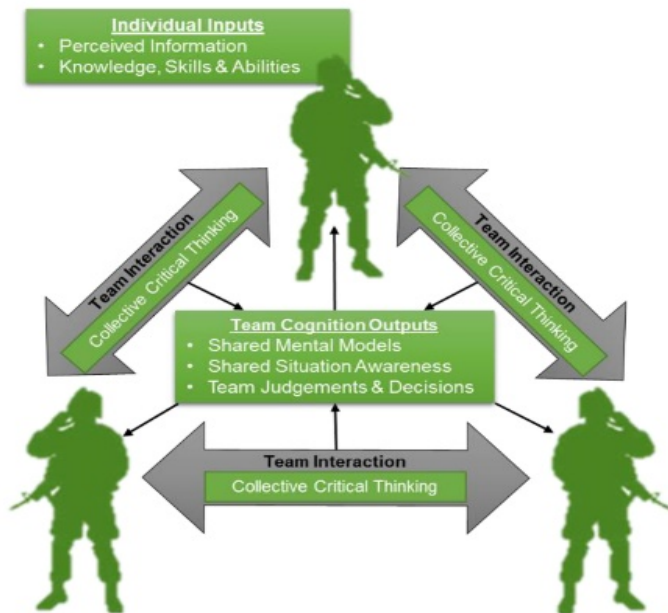 Individual Inputs
• Perceived Information
• Knowledge, Skills & Abilities
Team Interaction
Collective Critical Thinking
Team Interaction
Collective Critical Thinking
Team Cognition Outputs
• Shared Mental Models
• Shared Situation Awareness
• Team Judgements & Decisions
Team Interaction
Collective Critical Thinking